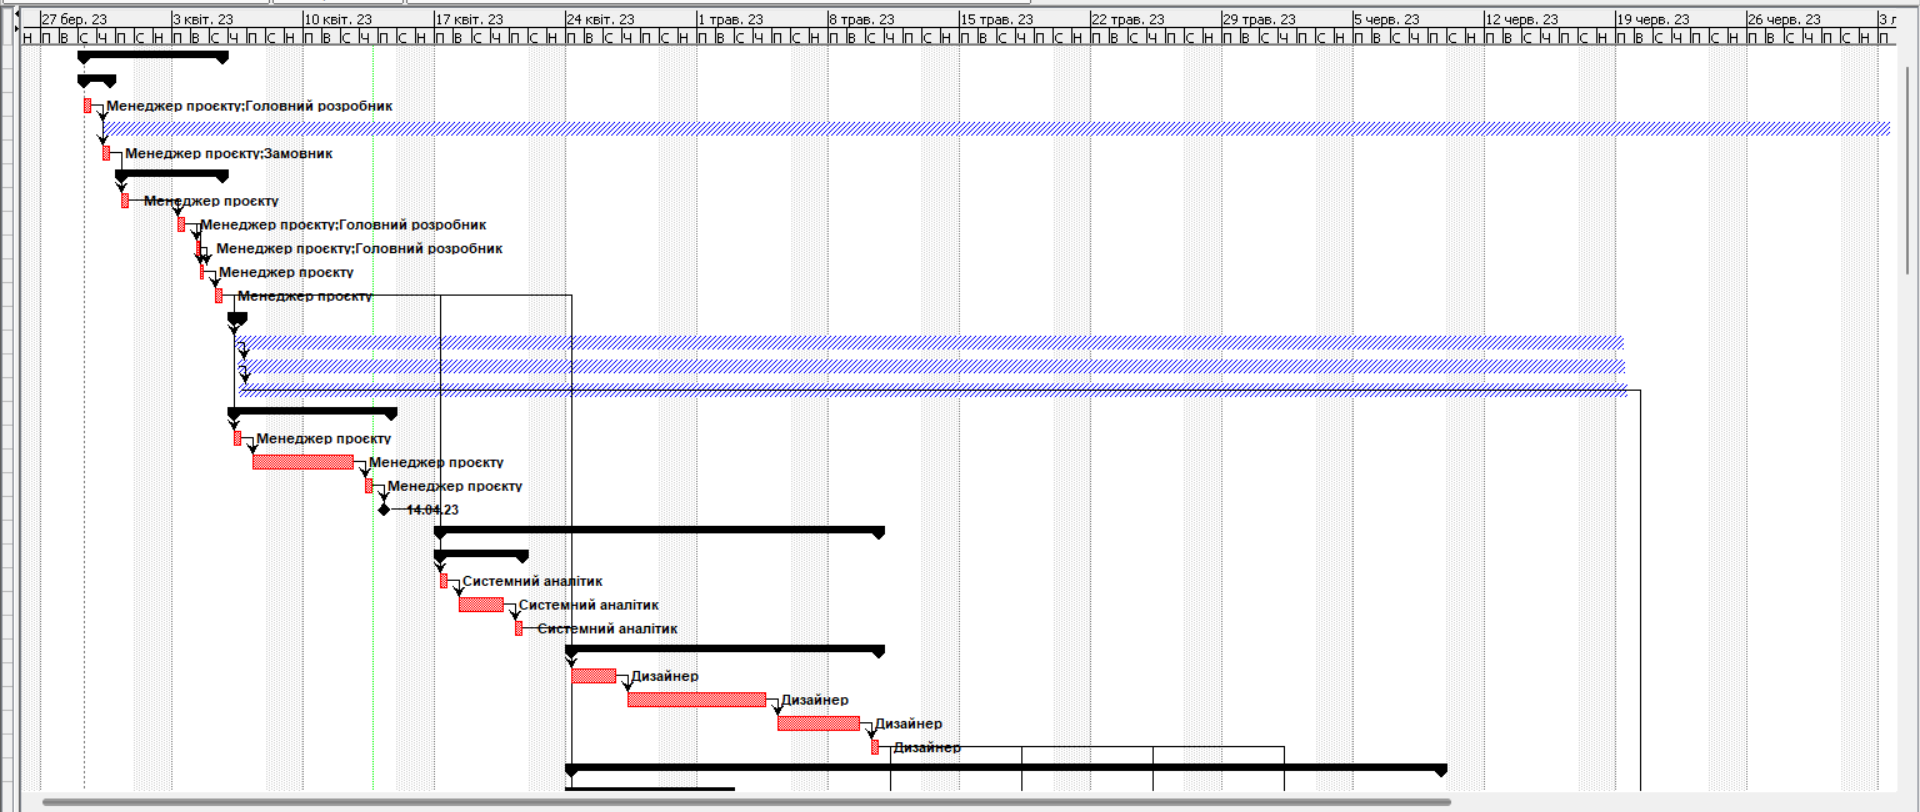 27 бер. 23 3 квіт. 23 10 квіт. 23 17 квіт. 23 24 квіт. 23 1 трав. 23 8 трав. 23 15 трав. 23 22 трав. 23 29 трав. 23 5 черв. 23 12 черв. 23 19 черв. 23 26 черв. 23 3 л
Н П В С Ч П С Н П В С Ч П С Н П В С Ч П С Н П В С Ч П С Н П В С Ч П С Н П В С Ч П С Н П В С Ч П С Н П В С Ч П С Н П В С Ч П С Н П В С Ч П С Н П В С Ч П С Н П В С Ч П С Н П В С Ч П С Н П В С Ч П С Н П
Менеджер проєкту;Головний розробник
Менеджер проєкту;Замовник
Менеджер проєкту
Менеджер проєкту;Головний розробник
Менеджер проєкту;Головний розробник
Менеджер проєкту
Менеджер проєкту
Менеджер проєкту
Менеджер проєкту
Менеджер проєкту
14.04.23
Системний аналітик
Системний аналітик
Системний аналітик
Дизайнер
Дизайнер
Дизайнер
Дизайнер